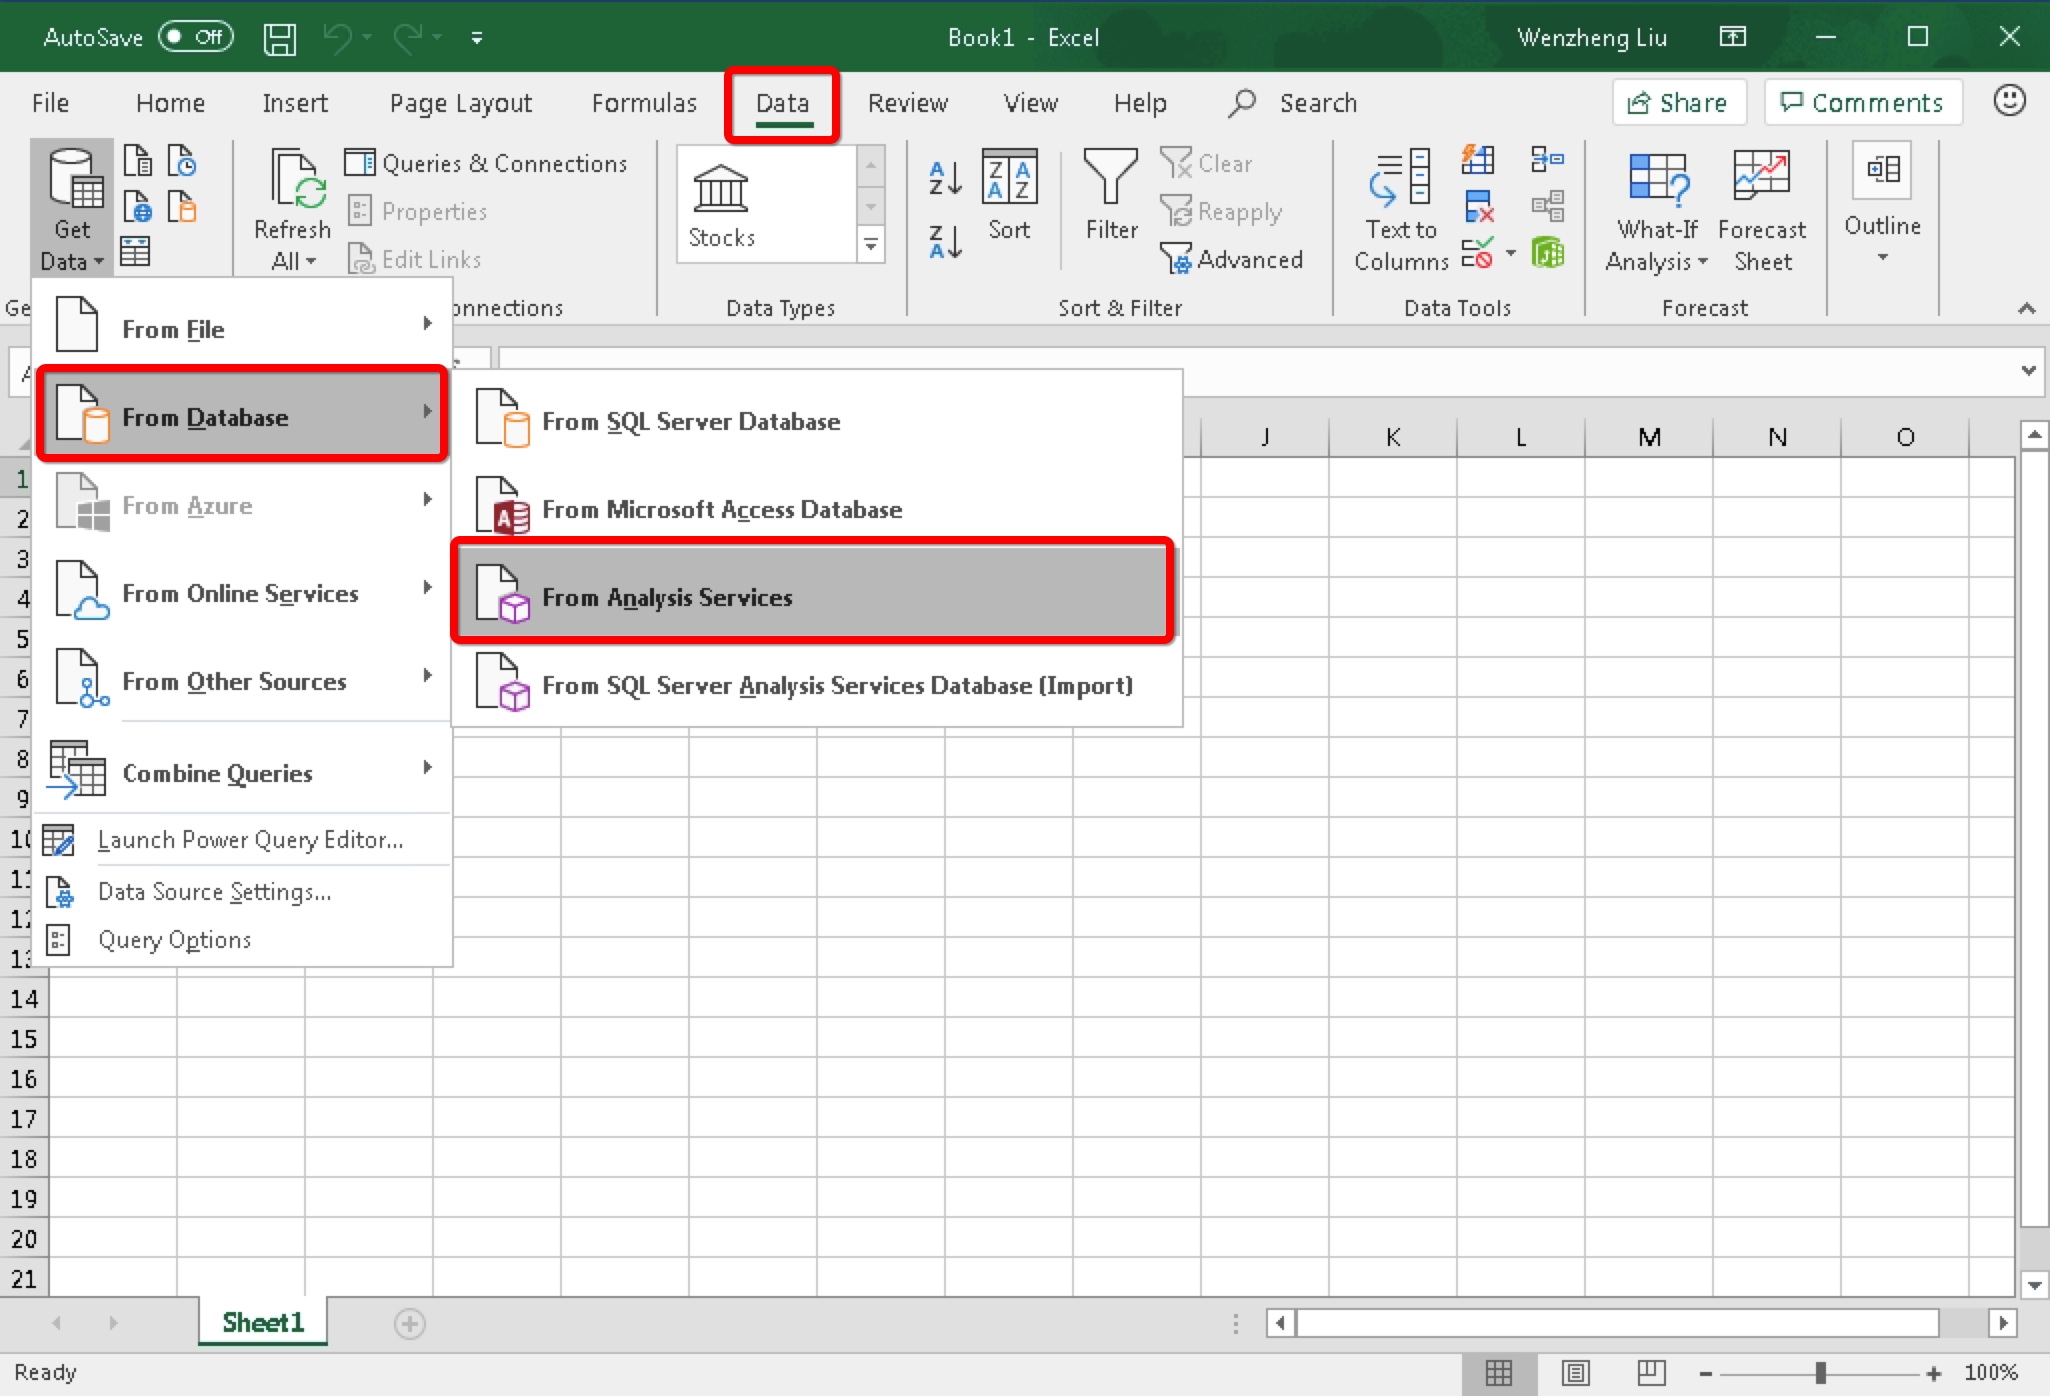 AutoSave Off Book1 - Excel Wenzheng Liu
File Home Insert Page Layout Formulas Data Review View Help Search Share Comments
Get Data
Refresh All
Queries & Connections
Properties
Edit Links
Stocks
Sort
Filter
Clear
Reapply
Advanced
Text to Columns
What-If Analysis
Forecast Sheet
Outline
Ge onnections Data Types Sort & Filter Data Tools Forecast
From File
From Database
From Azure
From Online Services
From Other Sources
Combine Queries
Launch Power Query Editor...
Data Source Settings...
Query Options
From SQL Server Database
From Microsoft Access Database
From Analysis Services
From SQL Server Analysis Services Database (Import)
J K L M N O
1
2
3
4
5
6
7
8
9
10
11
12
13
14
15
16
17
18
19
20
21
Sheet1
Ready 100%